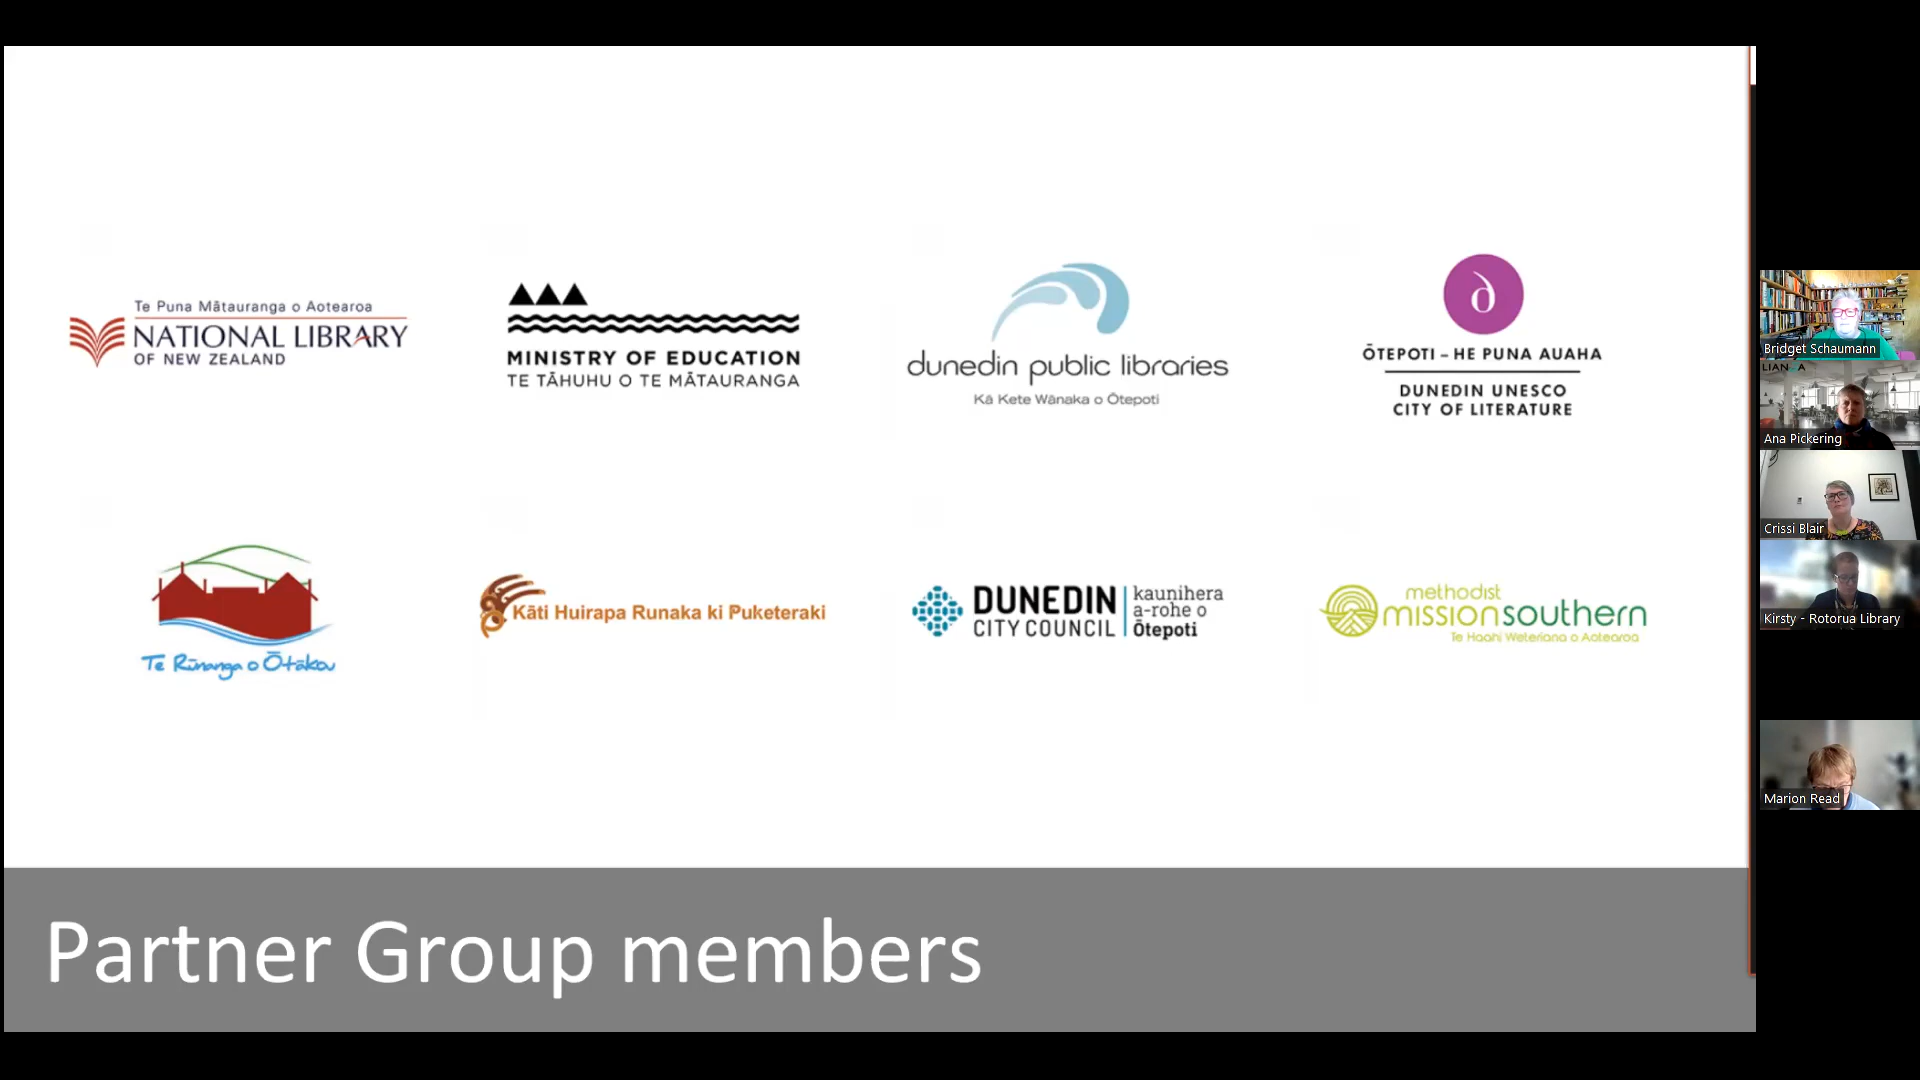 Te Puna Mātauranga o Aotearoa
NATIONAL LIBRARY
OF NEW ZEALAND
MINISTRY OF EDUCATION
TE TĀHUHU O TE MĀTAURANGA
dunedin public libraries
Kā Kete Wānaka o Ōtepoti
ŌTEPOTI – HE PUNA AUAHA
DUNEDIN UNESCO
CITY OF LITERATURE
Te Rūnanga o Ōtākou
Kāti Huirapa Runaka ki Puketeraki
DUNEDIN
CITY COUNCIL
kaunihera
a-rohe o
Ōtepoti
methodist
missionsouthern
Te Haahi Weteriana o Aotearoa
Partner Group members
Bridget Schaumann
Ana Pickering
Crissi Blair
Kirsty - Rotorua Library
Marion Read